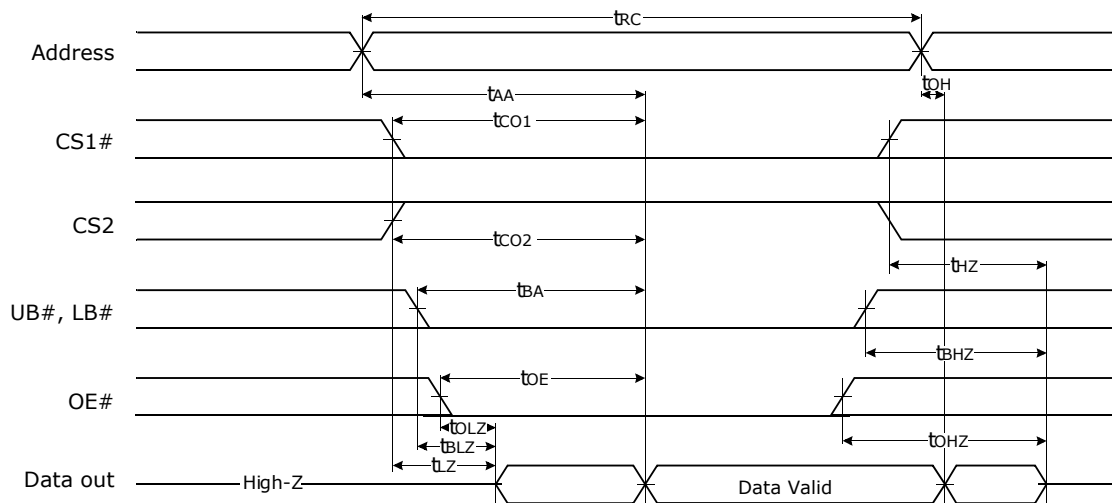 tRC
Address
tOH
tAA
tCO1
CS1#
CS2
tCO2
tHZ
tBA
UB#, LB#
tBHZ
tOE
OE#
tOLZ
tBLZ
tOHZ
tLZ
Data out
High-Z
Data Valid